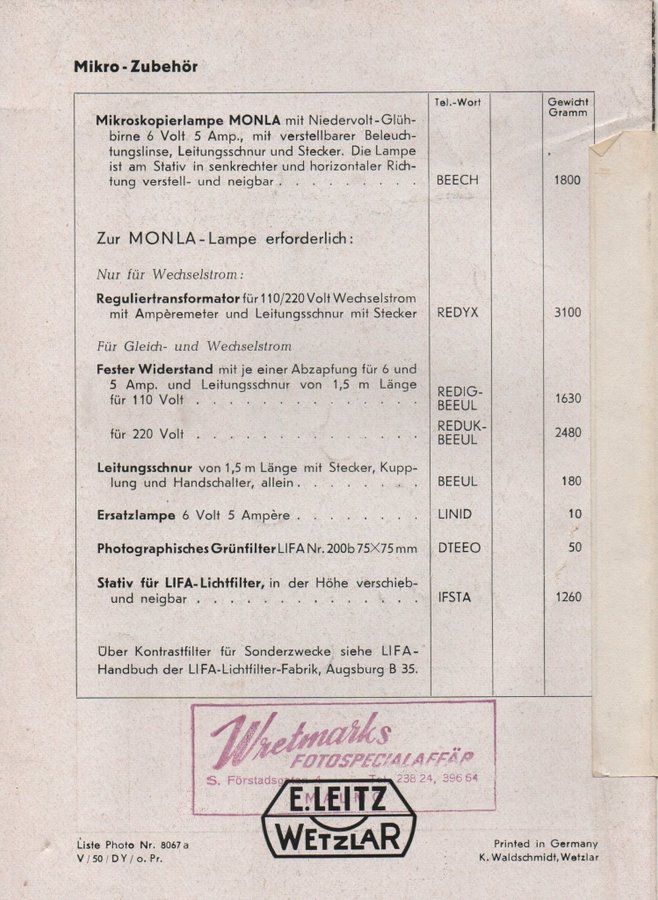 Mikro-Zubehör
Tel.-Wort
Gewicht
Gramm
Mikroskopierlampe MONLA mit Niedervolt-Glüh-
birne 6 Volt 5 Amp., mit verstellbarer Beleuch-
tungslinse, Leitungsschnur und Stecker. Die Lampe
ist am Stativ in senkrechter und horizontaler Rich-
tung verstell- und neigbar . . . . . . . . . BEECH 1800
Zur MONLA-Lampe erforderlich:
Nur für Wechselstrom:
Reguliertransformator für 110/220 Volt Wechselstrom
mit Ampèremeter und Leitungsschnur mit Stecker REDYX 3100
Für Gleich- und Wechselstrom
Fester Widerstand mit je einer Abzapfung für 6 und
5 Amp. und Leitungsschnur von 1,5 m Länge
für 110 Volt . . . . . . . . . . . . . . REDIG-BEEUL 1630
für 220 Volt . . . . . . . . . . . . . . REDUK-BEEUL 2480
Leitungsschnur von 1,5 m Länge mit Stecker, Kupp-
lung und Handschalter, allein . . . . . . . . BEEUL 180
Ersatzlampe 6 Volt 5 Ampère . . . . . . . . LINID 10
Photographisches Grünfilter LIFA Nr. 200b 75×75 mm DTEEO 50
Stativ für LIFA-Lichtfilter, in der Höhe verschieb-
und neigbar . . . . . . . . . . . . . . IFSTA 1260
Über Kontrastfilter für Sonderzwecke siehe LIFA-
Handbuch der LIFA-Lichtfilter-Fabrik, Augsburg B 35.
Wretmarks
FOTOSPECIALAFFÄR
S. Förstadsgatan Tel. 238 24, 396 64
E. LEITZ
WETZLAR
Liste Photo Nr. 8067a
V/50/DY/o. Pr.
Printed in Germany
K. Waldschmidt, Wetzlar